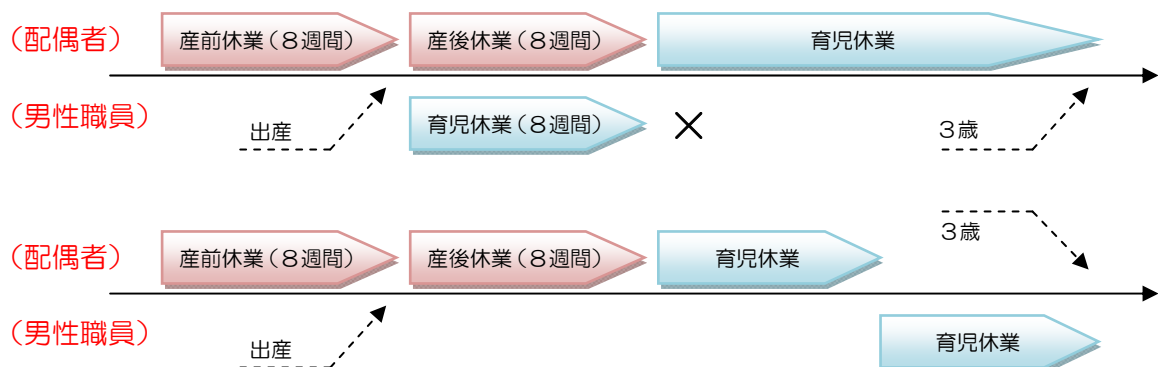 （配偶者）
産前休業（８週間）
産後休業（８週間）
育児休業
（男性職員）
出産
育児休業（８週間）
×
３歳
３歳
（配偶者）
産前休業（８週間）
産後休業（８週間）
育児休業
（男性職員）
出産
育児休業